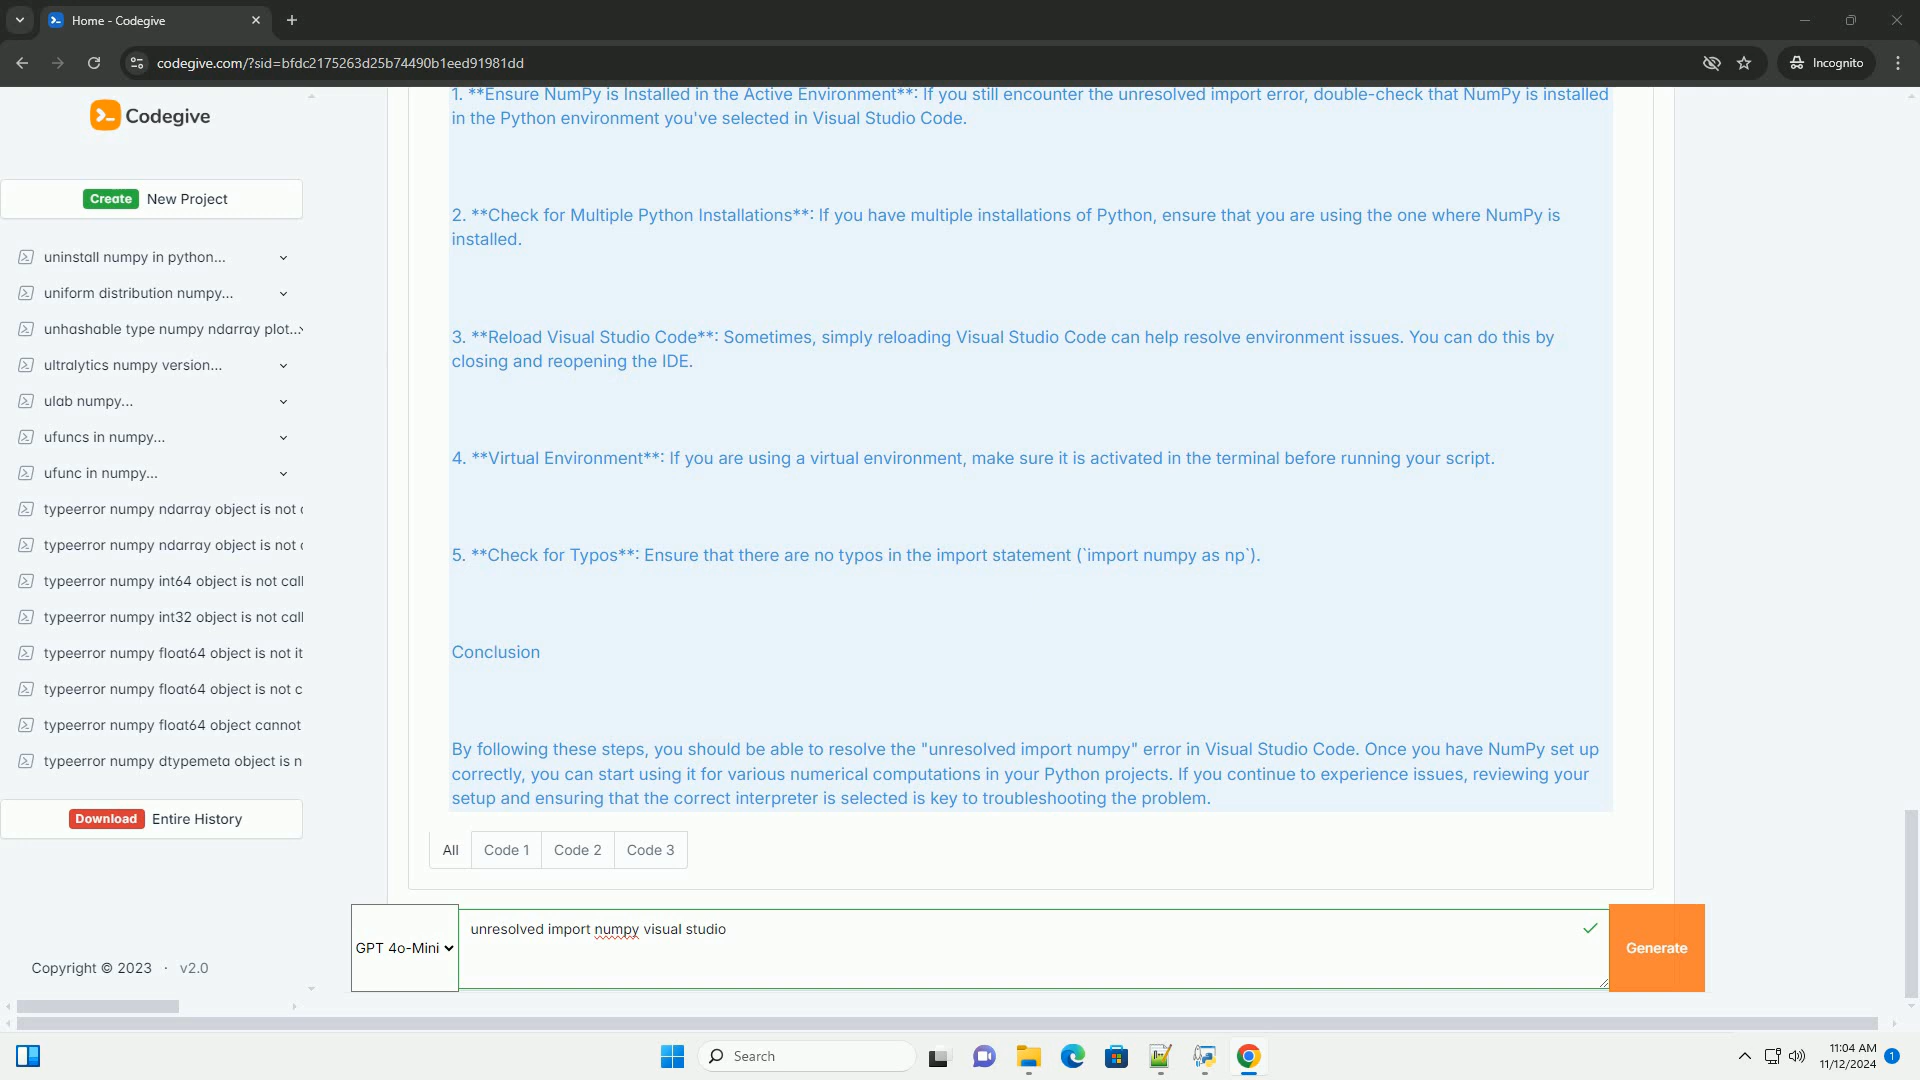 Home - Codegive
codegive.com/?sid=bfdc2175263d25b74490b1eed91981dd
Incognito
Codegive
Create New Project
uninstall numpy in python...
uniform distribution numpy...
unhashable type numpy ndarray plot...
ultralytics numpy version...
ulab numpy...
ufuncs in numpy...
ufunc in numpy...
typeerror numpy ndarray object is not c
typeerror numpy ndarray object is not c
typeerror numpy int64 object is not call
typeerror numpy int32 object is not call
typeerror numpy float64 object is not it
typeerror numpy float64 object is not c
typeerror numpy float64 object cannot
typeerror numpy dtypemeta object is n
Download Entire History
Copyright © 2023 · v2.0
1. **Ensure NumPy is Installed in the Active Environment**: If you still encounter the unresolved import error, double-check that NumPy is installed
in the Python environment you've selected in Visual Studio Code.
2. **Check for Multiple Python Installations**: If you have multiple installations of Python, ensure that you are using the one where NumPy is
installed.
3. **Reload Visual Studio Code**: Sometimes, simply reloading Visual Studio Code can help resolve environment issues. You can do this by
closing and reopening the IDE.
4. **Virtual Environment**: If you are using a virtual environment, make sure it is activated in the terminal before running your script.
5. **Check for Typos**: Ensure that there are no typos in the import statement (`import numpy as np`).
Conclusion
By following these steps, you should be able to resolve the "unresolved import numpy" error in Visual Studio Code. Once you have NumPy set up
correctly, you can start using it for various numerical computations in your Python projects. If you continue to experience issues, reviewing your
setup and ensuring that the correct interpreter is selected is key to troubleshooting the problem.
All Code 1 Code 2 Code 3
GPT 4o-Mini
unresolved import numpy visual studio
Generate
Search
11:04 AM
11/12/2024
1